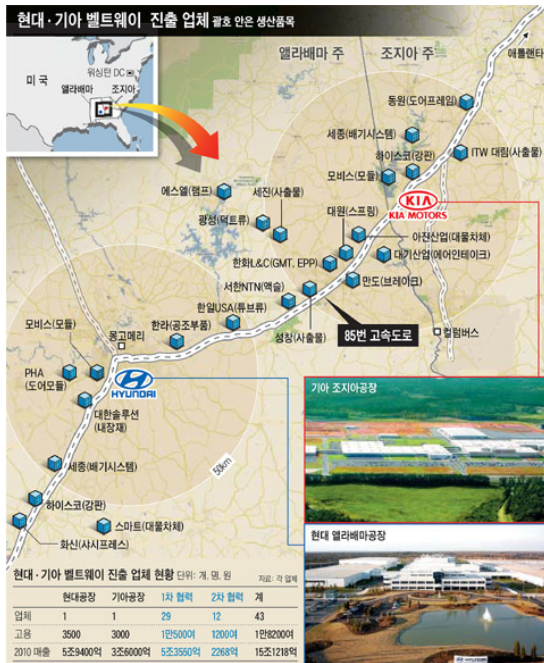 현대·기아 벨트웨이 진출 업체 괄호 안은 생산품목
미국
워싱턴 DC
앨라배마
조지아
앨라배마 주
조지아 주
애틀랜타
동원(도어프레임)
세종(배기시스템)
하이스코(강판)
ITW 대림(사출물)
모비스(모듈)
에스엘(램프)
세진(사출물)
KIA
KIA MOTORS
광성(덕트류)
대원(스프링)
아진산업(대물차체)
한화L&C(GMT, EPP)
대기산업(에어인테이크)
서한NTN(액슬)
만도(브레이크)
한일USA(튜브류)
모비스(모듈)
한라(공조부품)
성창(사출물)
85번 고속도로
컬럼버스
몽고메리
PHA
(도어모듈)
HYUNDAI
기아 조지아공장
대한솔루션
(내장재)
세종(배기시스템)
50km
하이스코(강판)
스마트(대물차체)
현대 앨라배마공장
화신(샤시프레스)
현대·기아 벨트웨이 진출 업체 현황 단위: 개, 명, 원 자료: 각 업체
현대공장 기아공장 1차 협력 2차 협력 계
업체 1 1 29 12 43
고용 3500 3000 1만500여 1200여 1만8200여
2010 매출 5조9400억 3조6000억 5조3550억 2268억 15조1218억
HYUNDAI